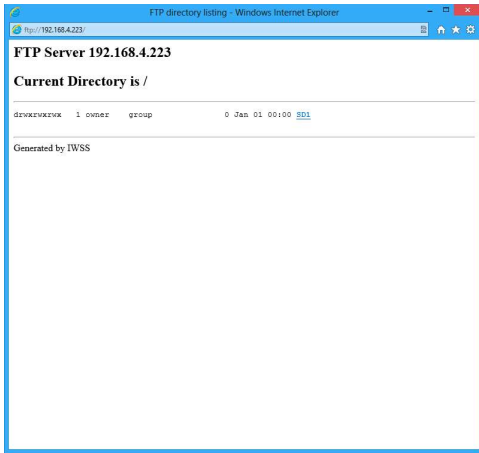 FTP directory listing - Windows Internet Explorer
ftp://192.168.4.223/
FTP Server 192.168.4.223
Current Directory is /
drwxrwxrwx 1 owner group 0 Jan 01 00:00 SD1
Generated by IWSS